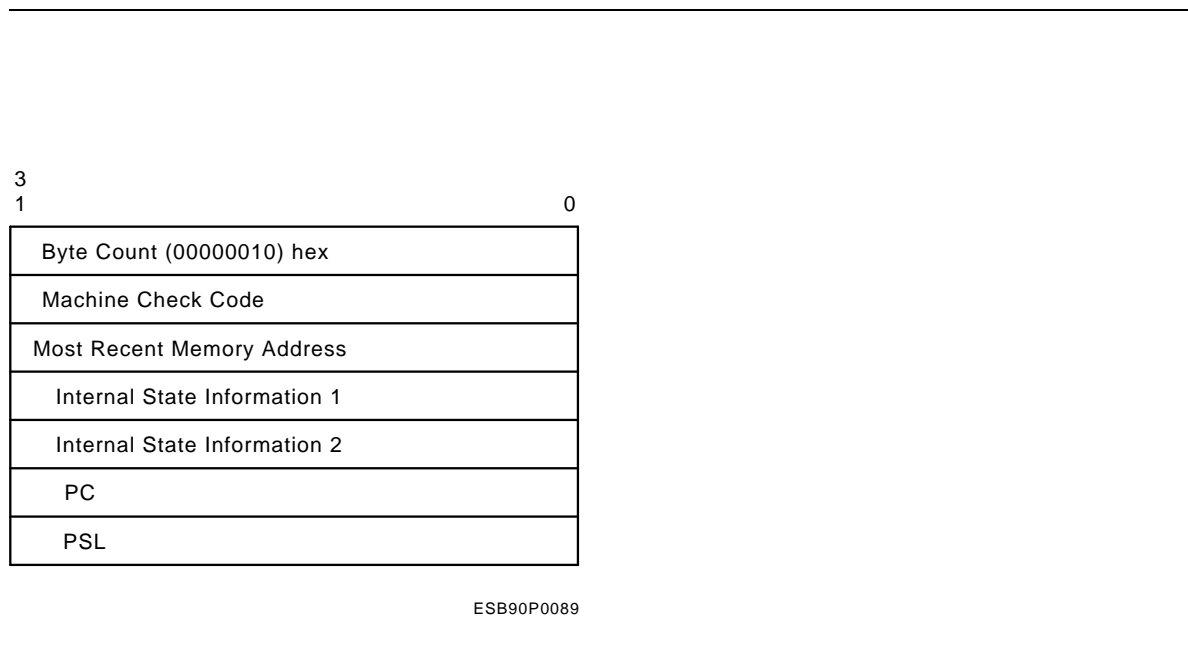 3
1 0
Byte Count (00000010) hex
Machine Check Code
Most Recent Memory Address
Internal State Information 1
Internal State Information 2
PC
PSL
ESB90P0089